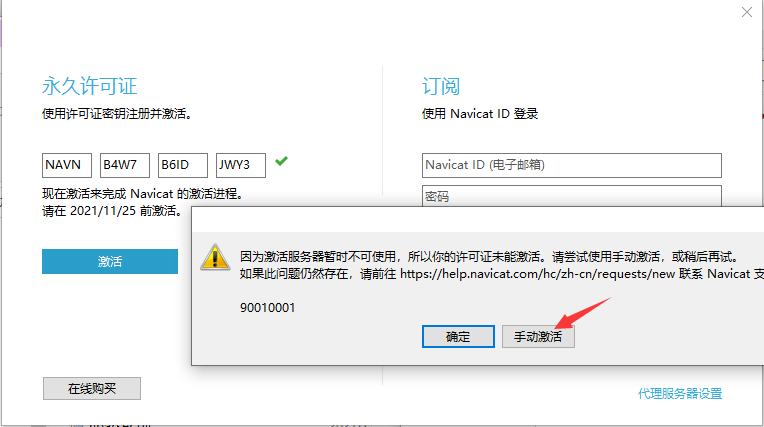 永久许可证
使用许可证密钥注册并激活。
NAVN B4W7 B6ID JWY3
现在激活来完成 Navicat 的激活进程。
请在 2021/11/25 前激活。
激活
在线购买
订阅
使用 Navicat ID 登录
Navicat ID (电子邮箱)
密码
因为激活服务器暂时不可使用，所以你的许可证未能激活。请尝试使用手动激活，或稍后再试。
如果此问题仍然存在，请前往 https://help.navicat.com/hc/zh-cn/requests/new 联系 Navicat 支
90010001
确定
手动激活
代理服务器设置